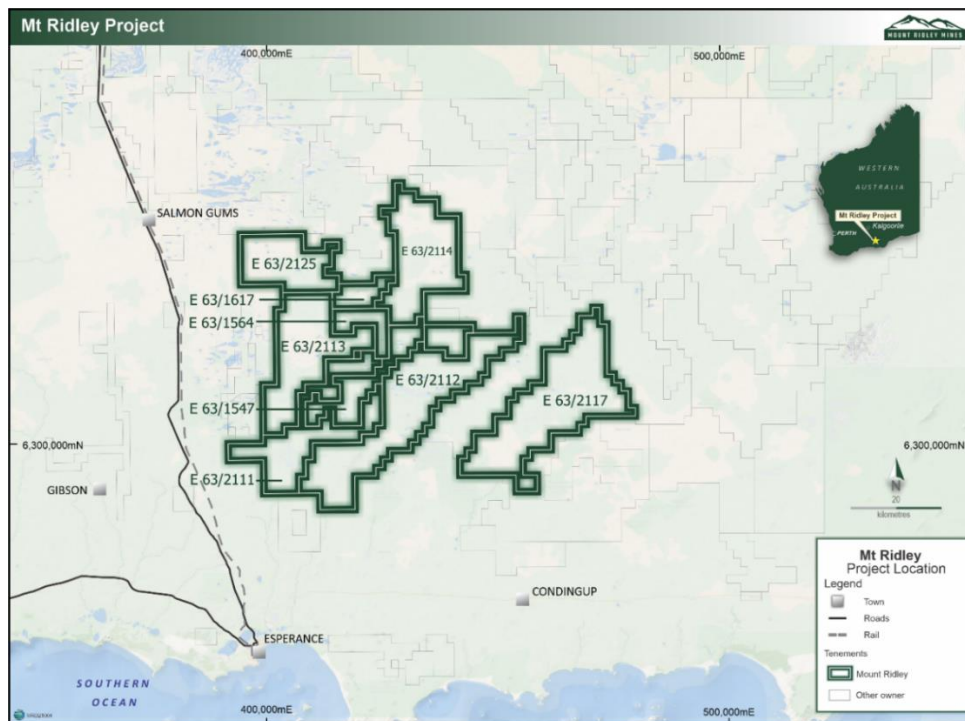 Mt Ridley Project
MOUNT RIDLEY MINES
400,000mE
500,000mE
WESTERN
AUSTRALIA
Mt Ridley Project
Kalgoorlie
PERTH
SALMON GUMS
E 63/2125
E 63/2114
E 63/1617
E 63/1564
E 63/2113
E 63/2112
E 63/2117
E 63/1547
6,300,000mN
6,300,000mN
E 63/2111
GIBSON
N
20
kilometres
CONDINGUP
ESPERANCE
SOUTHERN
OCEAN
400,000mE
500,000mE
Mt Ridley
Project Location
Legend
Town
Roads
Rail
Tenements
Mount Ridley
Other owner